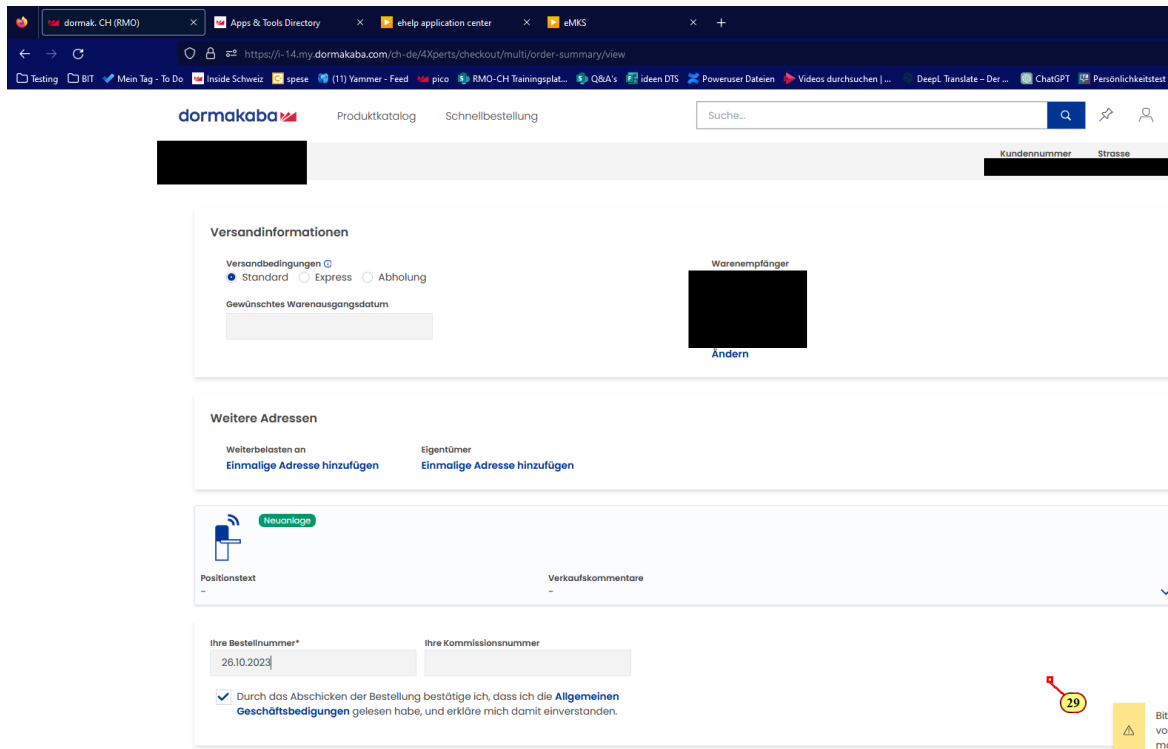 dormak. CH (RMO) Apps & Tools Directory ehelp application center eMKS
https://i-14.my.dormakaba.com/ch-de/4Xperts/checkout/multi/order-summary/view
Testing BIT Mein Tag - To Do Inside Schweiz spese (11) Yammer - Feed pico RMO-CH Trainingsplat... Q&A's ideen DTS Poweruser Dateien Videos durchsuchen | ... DeepL Translate – Der ... ChatGPT Persönlichkeitstest
dormakaba Produktkatalog Schnellbestellung Suche...
Kundennummer Strasse
Versandinformationen
Versandbedingungen Warenempfänger
Standard Express Abholung
Gewünschtes Warenausgangsdatum
Ändern
Weitere Adressen
Weiterbelasten an Eigentümer
Einmalige Adresse hinzufügen Einmalige Adresse hinzufügen
Neuanlage
Positionstext Verkaufskommentare
- -
Ihre Bestellnummer* Ihre Kommissionsnummer
26.10.2023
Durch das Abschicken der Bestellung bestätige ich, dass ich die Allgemeinen
Geschäftsbedigungen gelesen habe, und erkläre mich damit einverstanden.
29
Bit
vo